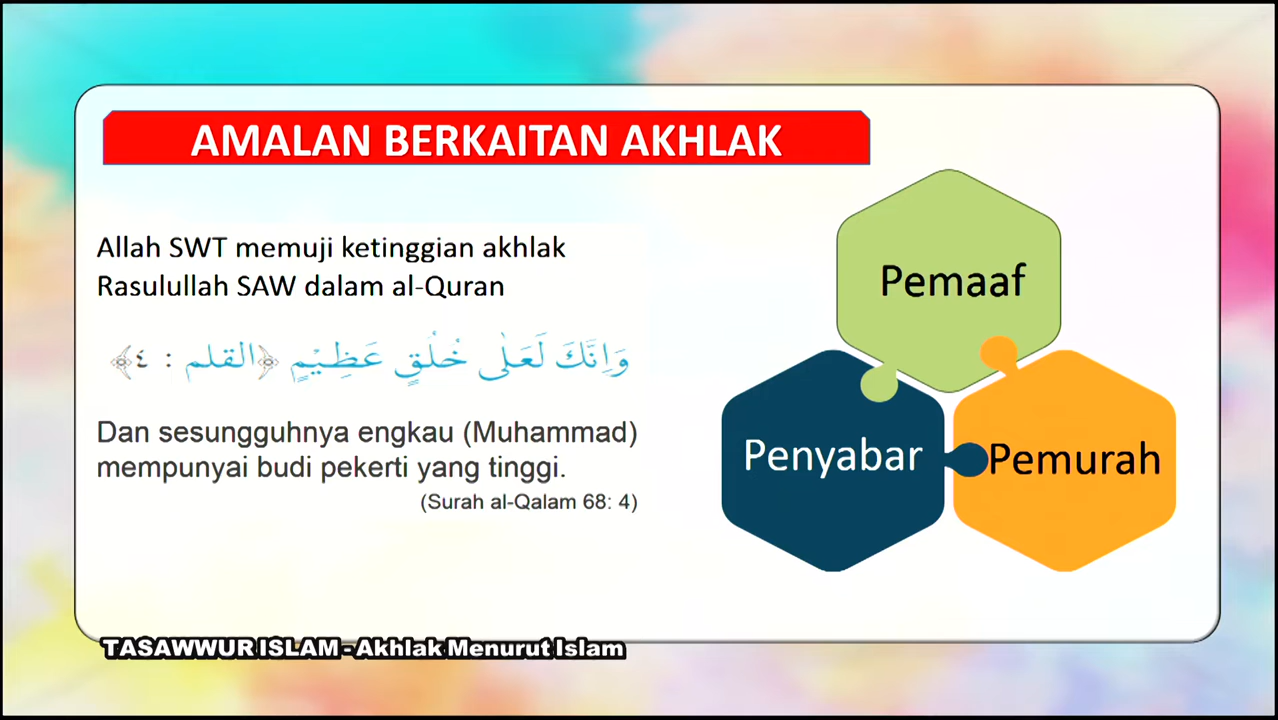 AMALAN BERKAITAN AKHLAK
Allah SWT memuji ketinggian akhlak
Rasulullah SAW dalam al-Quran
وَاِنَّكَ لَعَلٰى خُلُقٍ عَظِيْمٍ ﴿القلم : ٤﴾
Dan sesungguhnya engkau (Muhammad)
mempunyai budi pekerti yang tinggi.
(Surah al-Qalam 68: 4)
Pemaaf
Penyabar
Pemurah
TASAWWUR ISLAM - Akhlak Menurut Islam